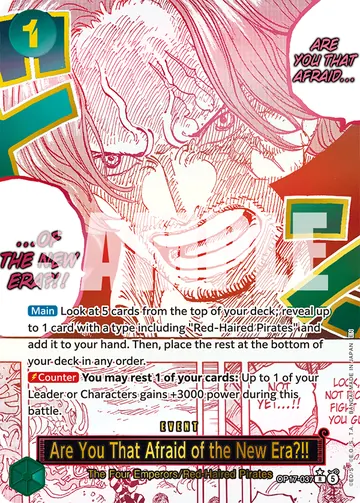 1
ARE
YOU THAT
AFRAID...
...OF
THE NEW
ERA?!!
SAMPLE
Main Look at 5 cards from the top of your deck; reveal up
to 1 card with a type including "Red-Haired Pirates" and
add it to your hand. Then, place the rest at the bottom of
your deck in any order.
Counter You may rest 1 of your cards: Up to 1 of your
Leader or Characters gains +3000 power during this
battle.
EVENT
Are You That Afraid of the New Era?!!
The Four Emperors/Red-Haired Pirates
OP17-037 R 5